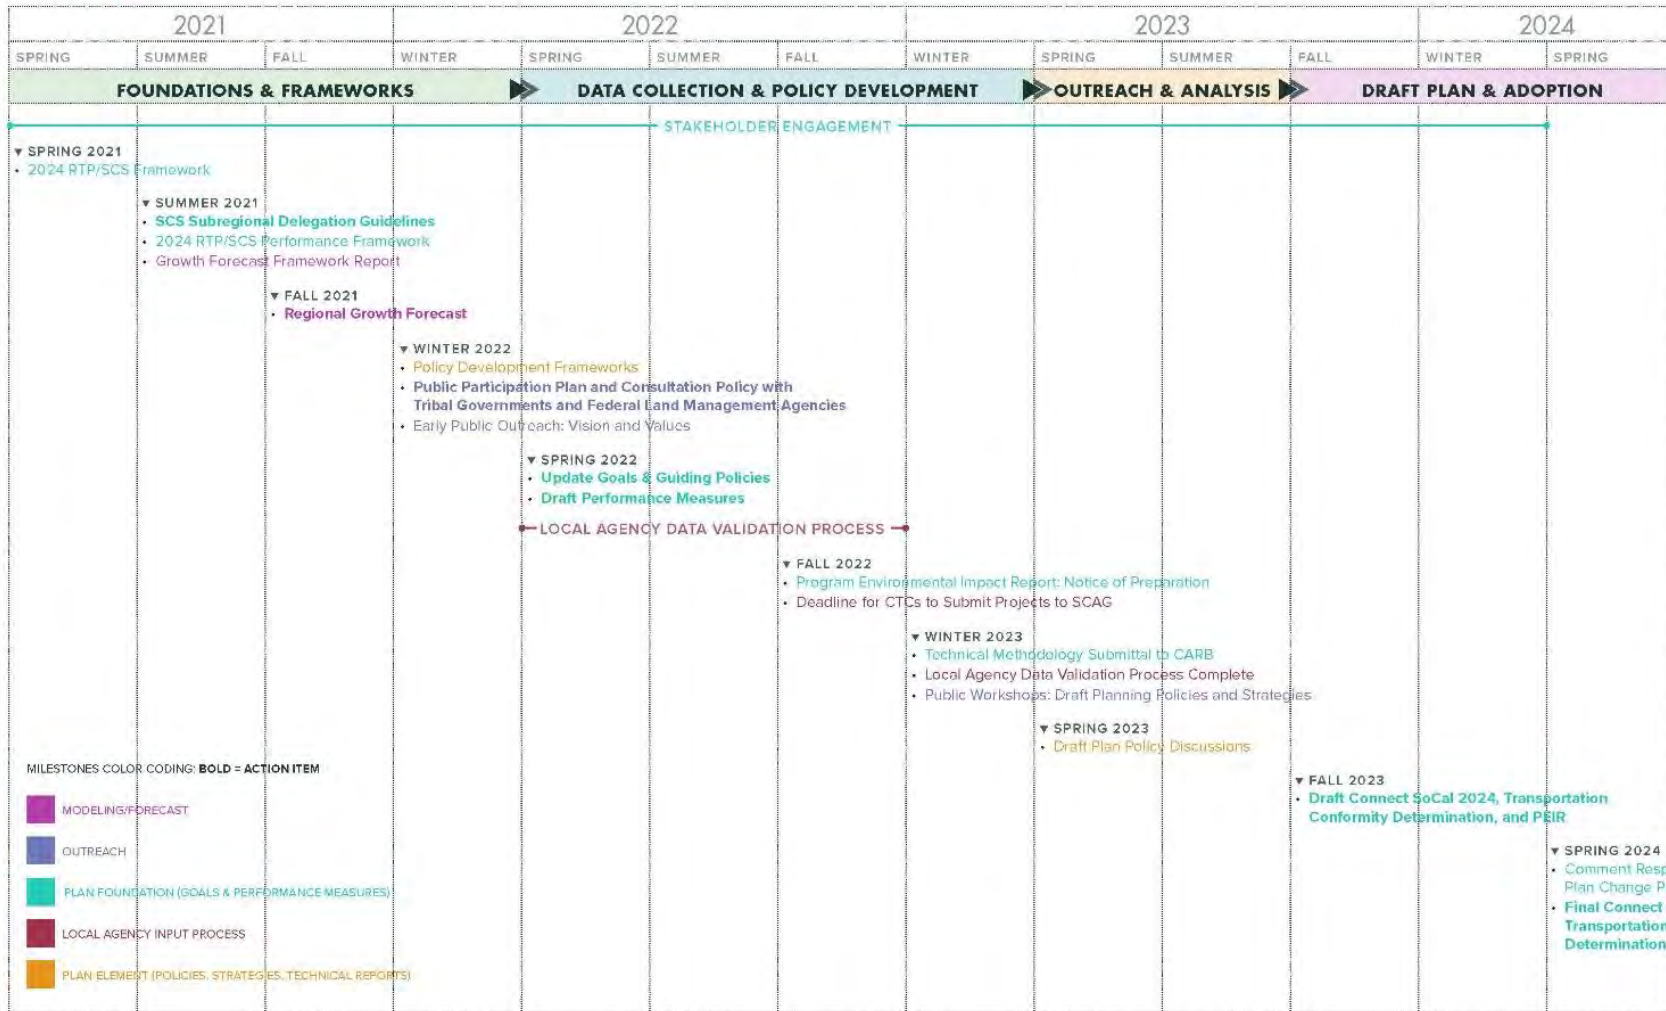 2021 2022 2023 2024
SPRING SUMMER FALL WINTER SPRING SUMMER FALL WINTER SPRING SUMMER FALL WINTER SPRING
FOUNDATIONS & FRAMEWORKS DATA COLLECTION & POLICY DEVELOPMENT OUTREACH & ANALYSIS DRAFT PLAN & ADOPTION
STAKEHOLDER ENGAGEMENT
▼ SPRING 2021
• 2024 RTP/SCS Framework
▼ SUMMER 2021
• SCS Subregional Delegation Guidelines
• 2024 RTP/SCS Performance Framework
• Growth Forecast Framework Report
▼ FALL 2021
• Regional Growth Forecast
▼ WINTER 2022
• Policy Development Frameworks
• Public Participation Plan and Consultation Policy with
Tribal Governments and Federal Land Management Agencies
• Early Public Outreach: Vision and Values
▼ SPRING 2022
• Update Goals & Guiding Policies
• Draft Performance Measures
LOCAL AGENCY DATA VALIDATION PROCESS
▼ FALL 2022
• Program Environmental Impact Report: Notice of Preparation
• Deadline for CTCs to Submit Projects to SCAG
▼ WINTER 2023
• Technical Methodology Submittal to CARB
• Local Agency Data Validation Process Complete
• Public Workshops: Draft Planning Policies and Strategies
▼ SPRING 2023
• Draft Plan Policy Discussions
▼ FALL 2023
• Draft Connect SoCal 2024, Transportation
Conformity Determination, and PEIR
▼ SPRING 2024
• Comment Resp
Plan Change P
• Final Connect
Transportation
Determination
MILESTONES COLOR CODING: BOLD = ACTION ITEM
MODELING/FORECAST
OUTREACH
PLAN FOUNDATION (GOALS & PERFORMANCE MEASURES)
LOCAL AGENCY INPUT PROCESS
PLAN ELEMENT (POLICIES, STRATEGIES, TECHNICAL REPORTS)